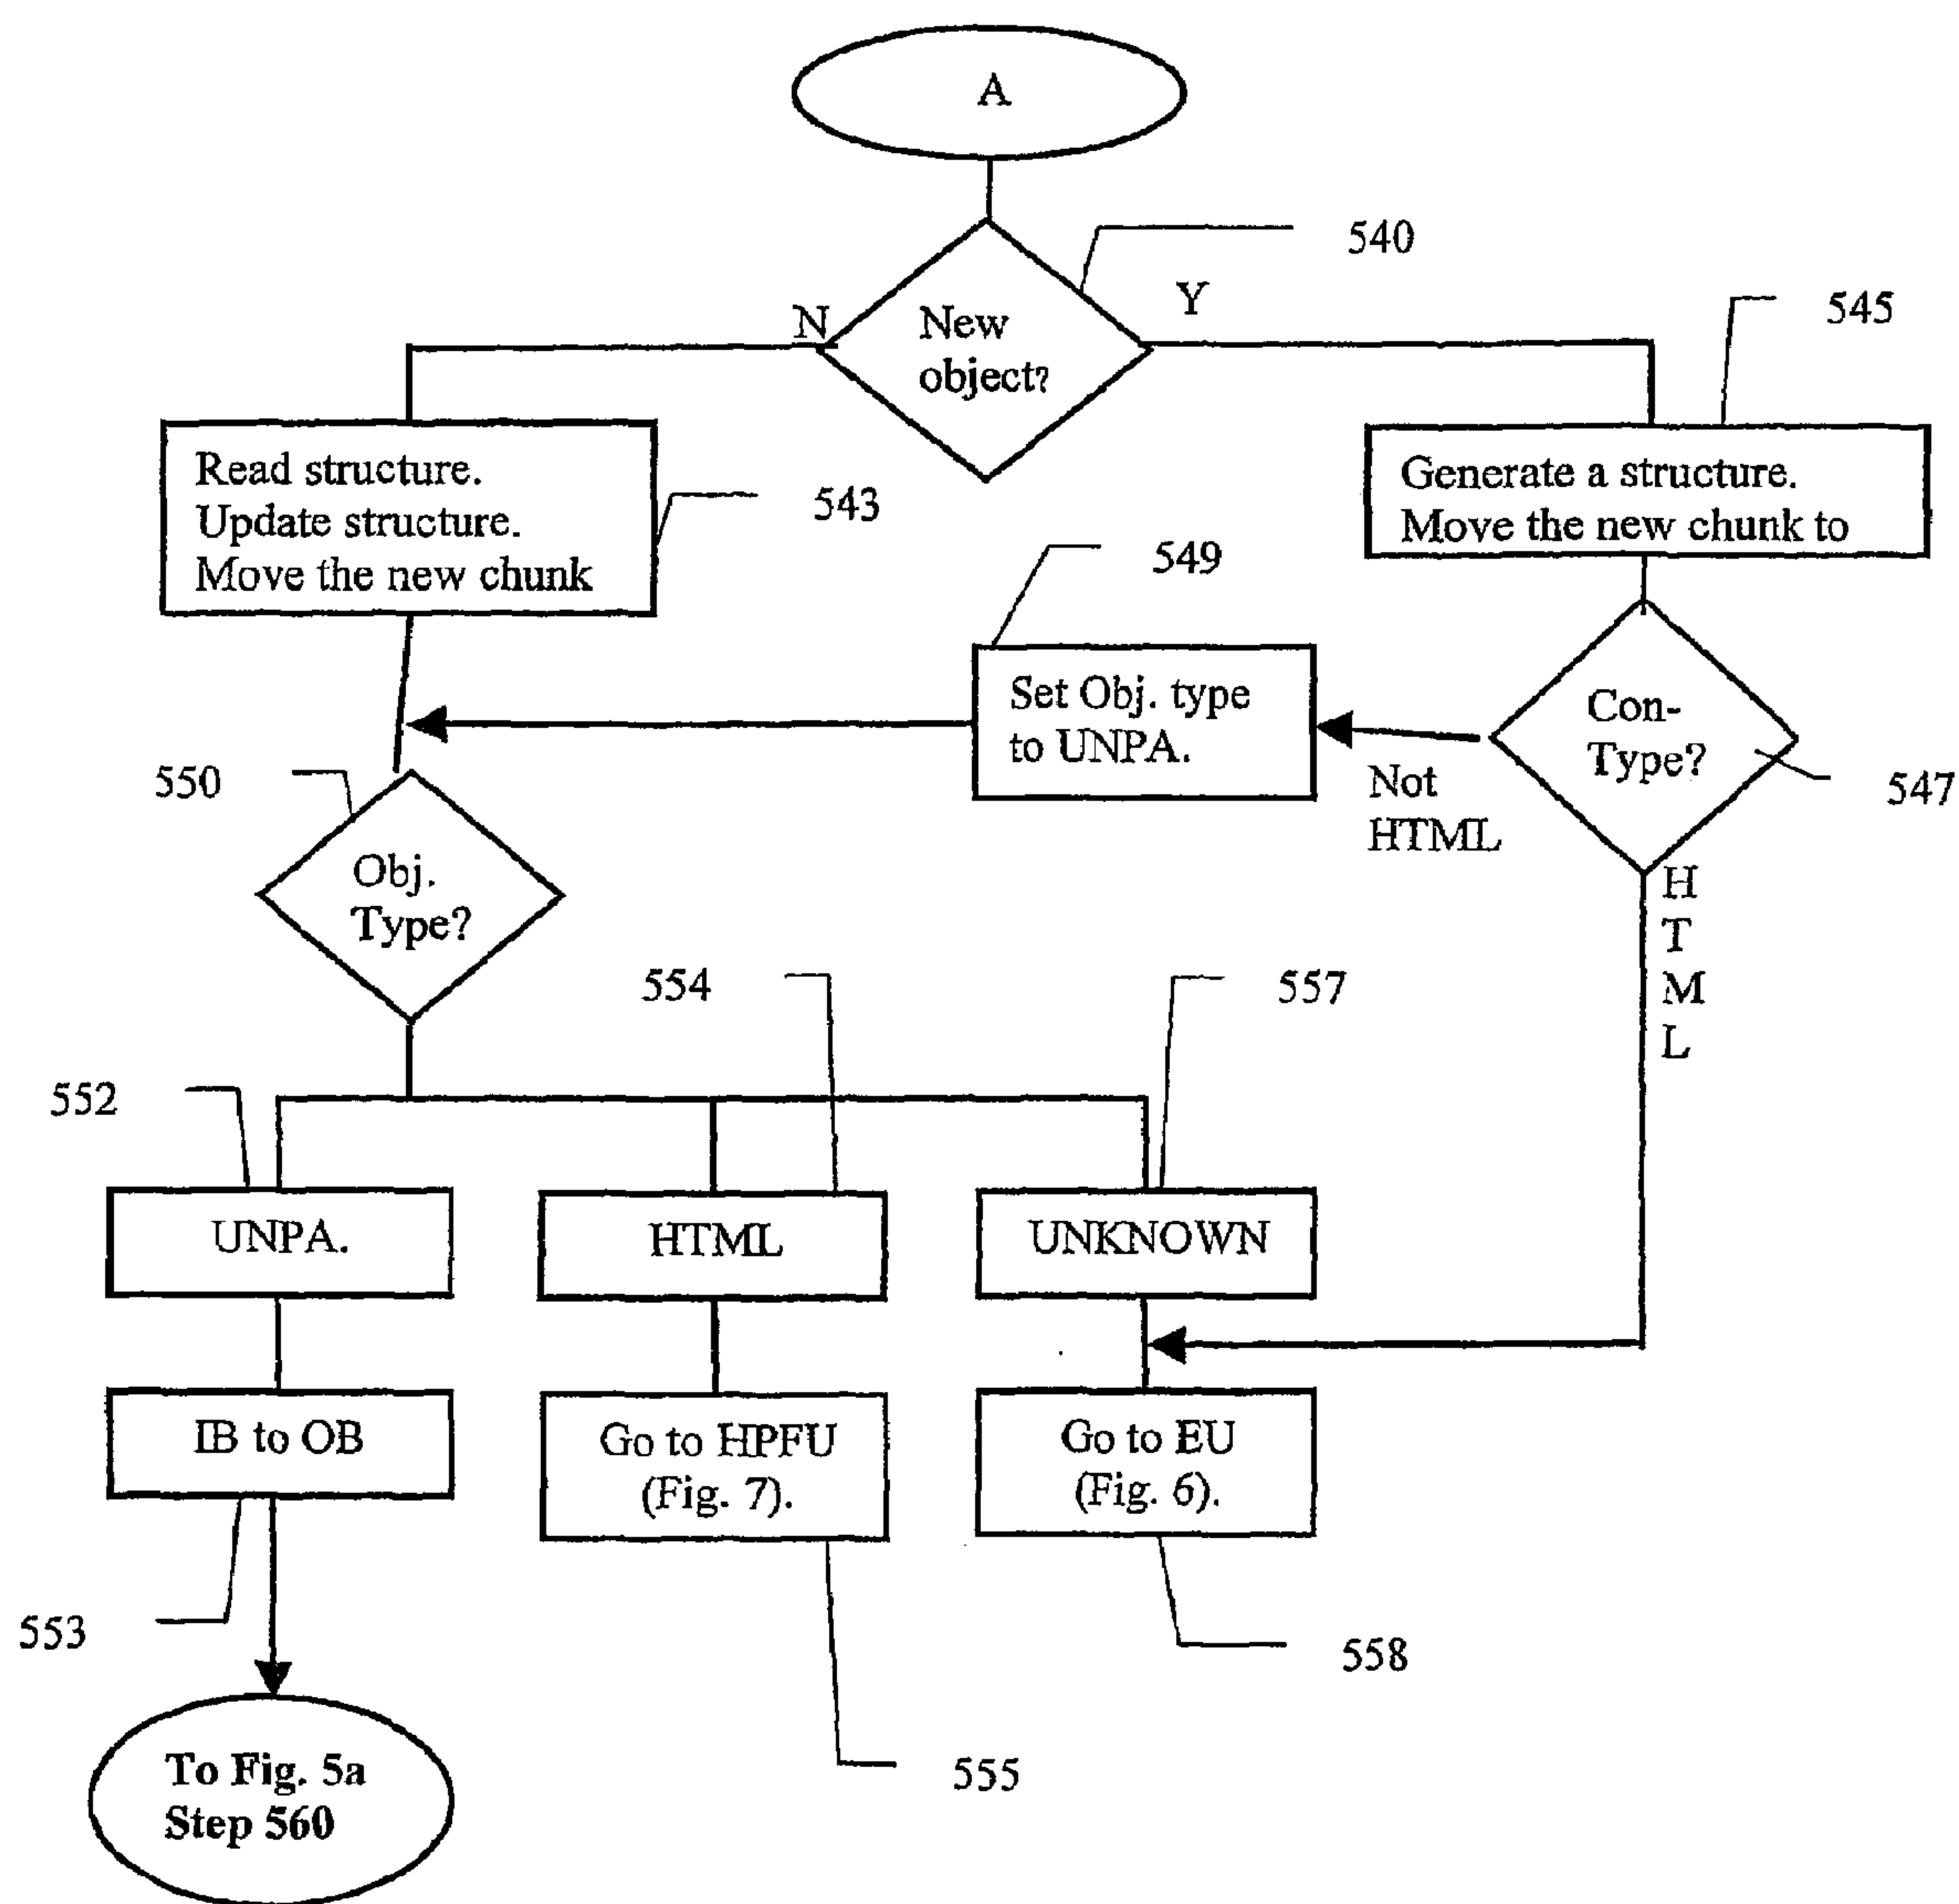 A
540
N
Y
New
object?
545
Read structure.
Update structure.
Move the new chunk
543
Generate a structure.
Move the new chunk to
549
Set Obj. type
to UNPA.
Con-
Type?
547
Not
HTML
550
Obj.
Type?
H
T
M
L
554
557
552
UNPA.
HTML
UNKNOWN
IB to OB
Go to HPFU
(Fig. 7).
Go to EU
(Fig. 6).
553
558
555
To Fig. 5a
Step 560